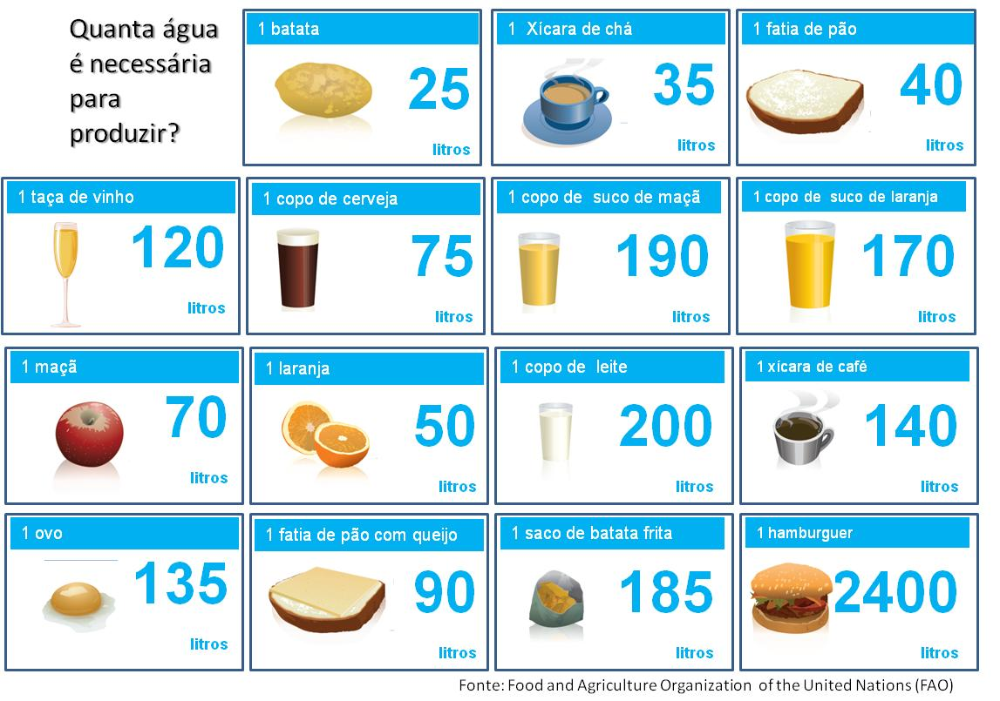 Quanta água
é necessária
para
produzir?
1 batata
25
litros
1 Xícara de chá
35
litros
1 fatia de pão
40
litros
1 taça de vinho
120
litros
1 copo de cerveja
75
litros
1 copo de suco de maçã
190
litros
1 copo de suco de laranja
170
litros
1 maçã
70
litros
1 laranja
50
litros
1 copo de leite
200
litros
1 xícara de café
140
litros
1 ovo
135
litros
1 fatia de pão com queijo
90
litros
1 saco de batata frita
185
litros
1 hamburguer
2400
litros
Fonte: Food and Agriculture Organization of the United Nations (FAO)